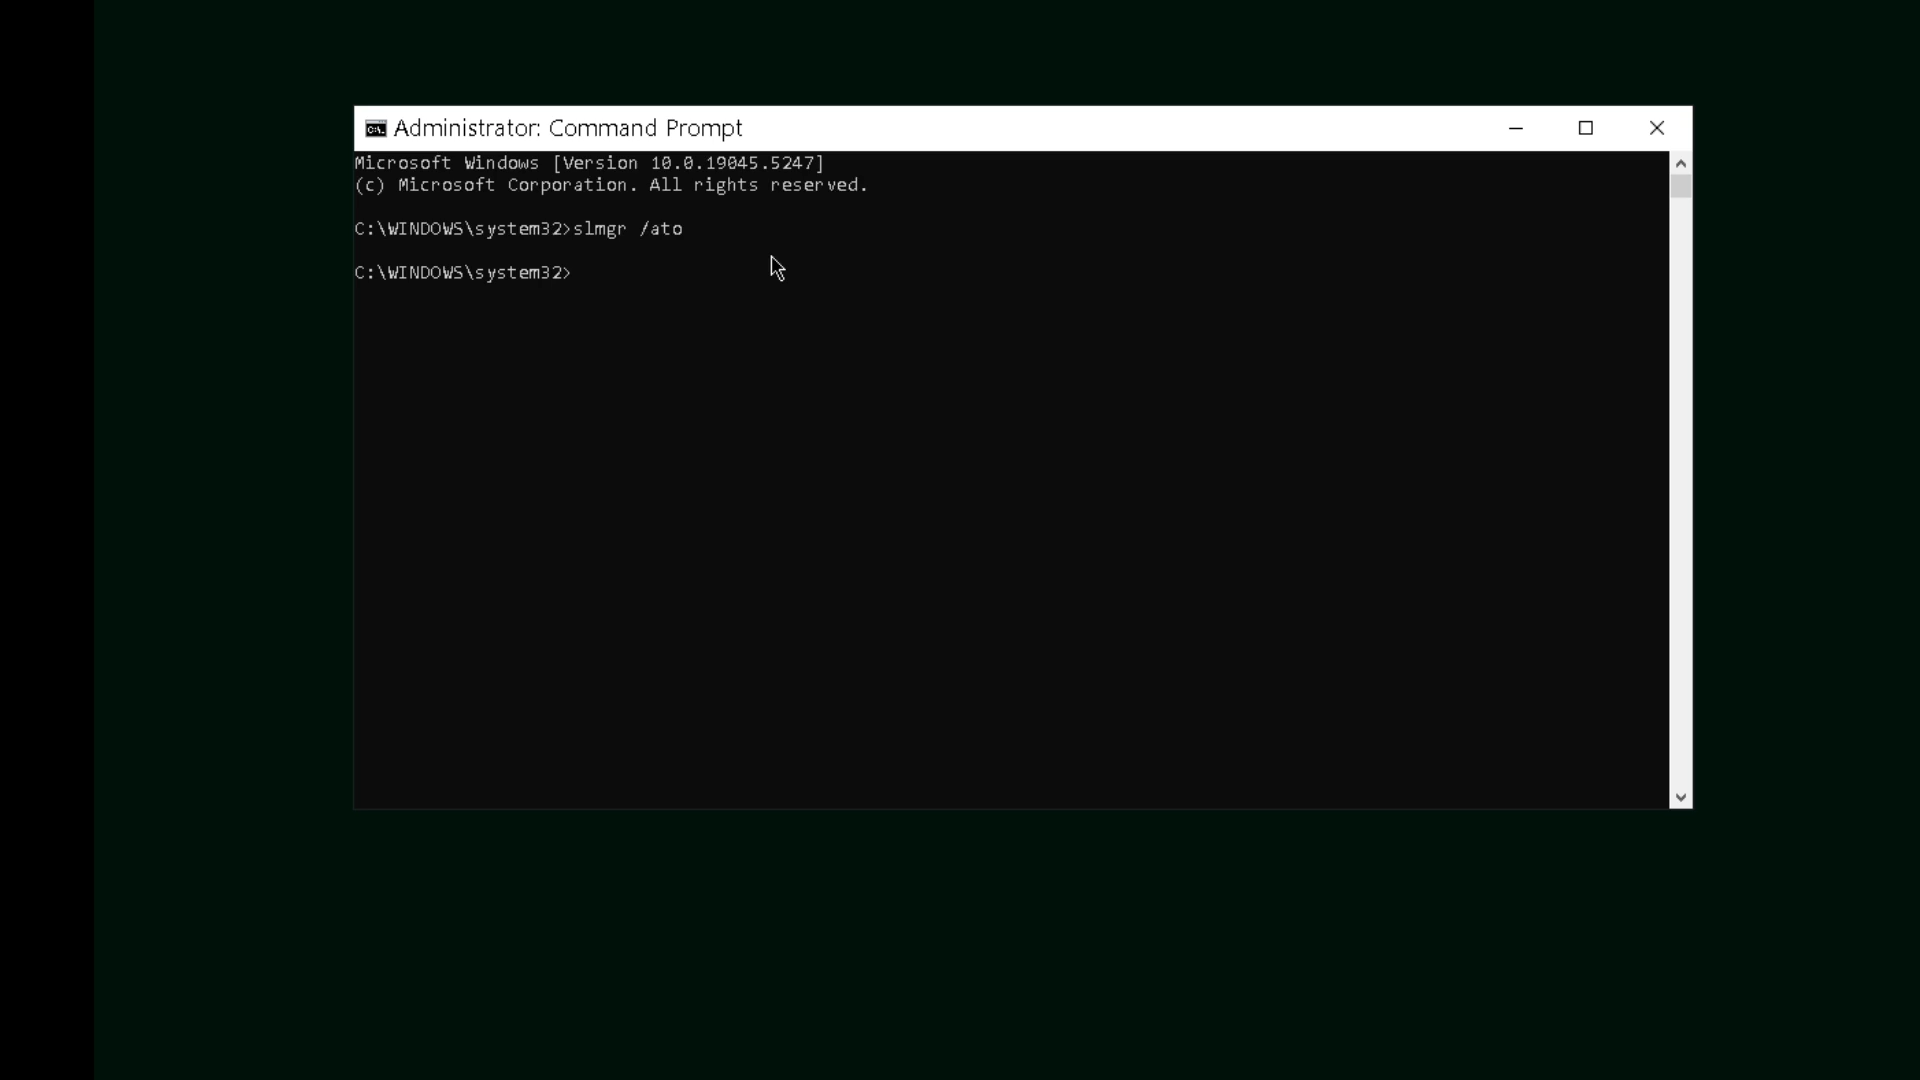 Administrator: Command Prompt
Microsoft Windows [Version 10.0.19045.5247]
(c) Microsoft Corporation. All rights reserved.
C:\WINDOWS\system32>slmgr /ato
C:\WINDOWS\system32>